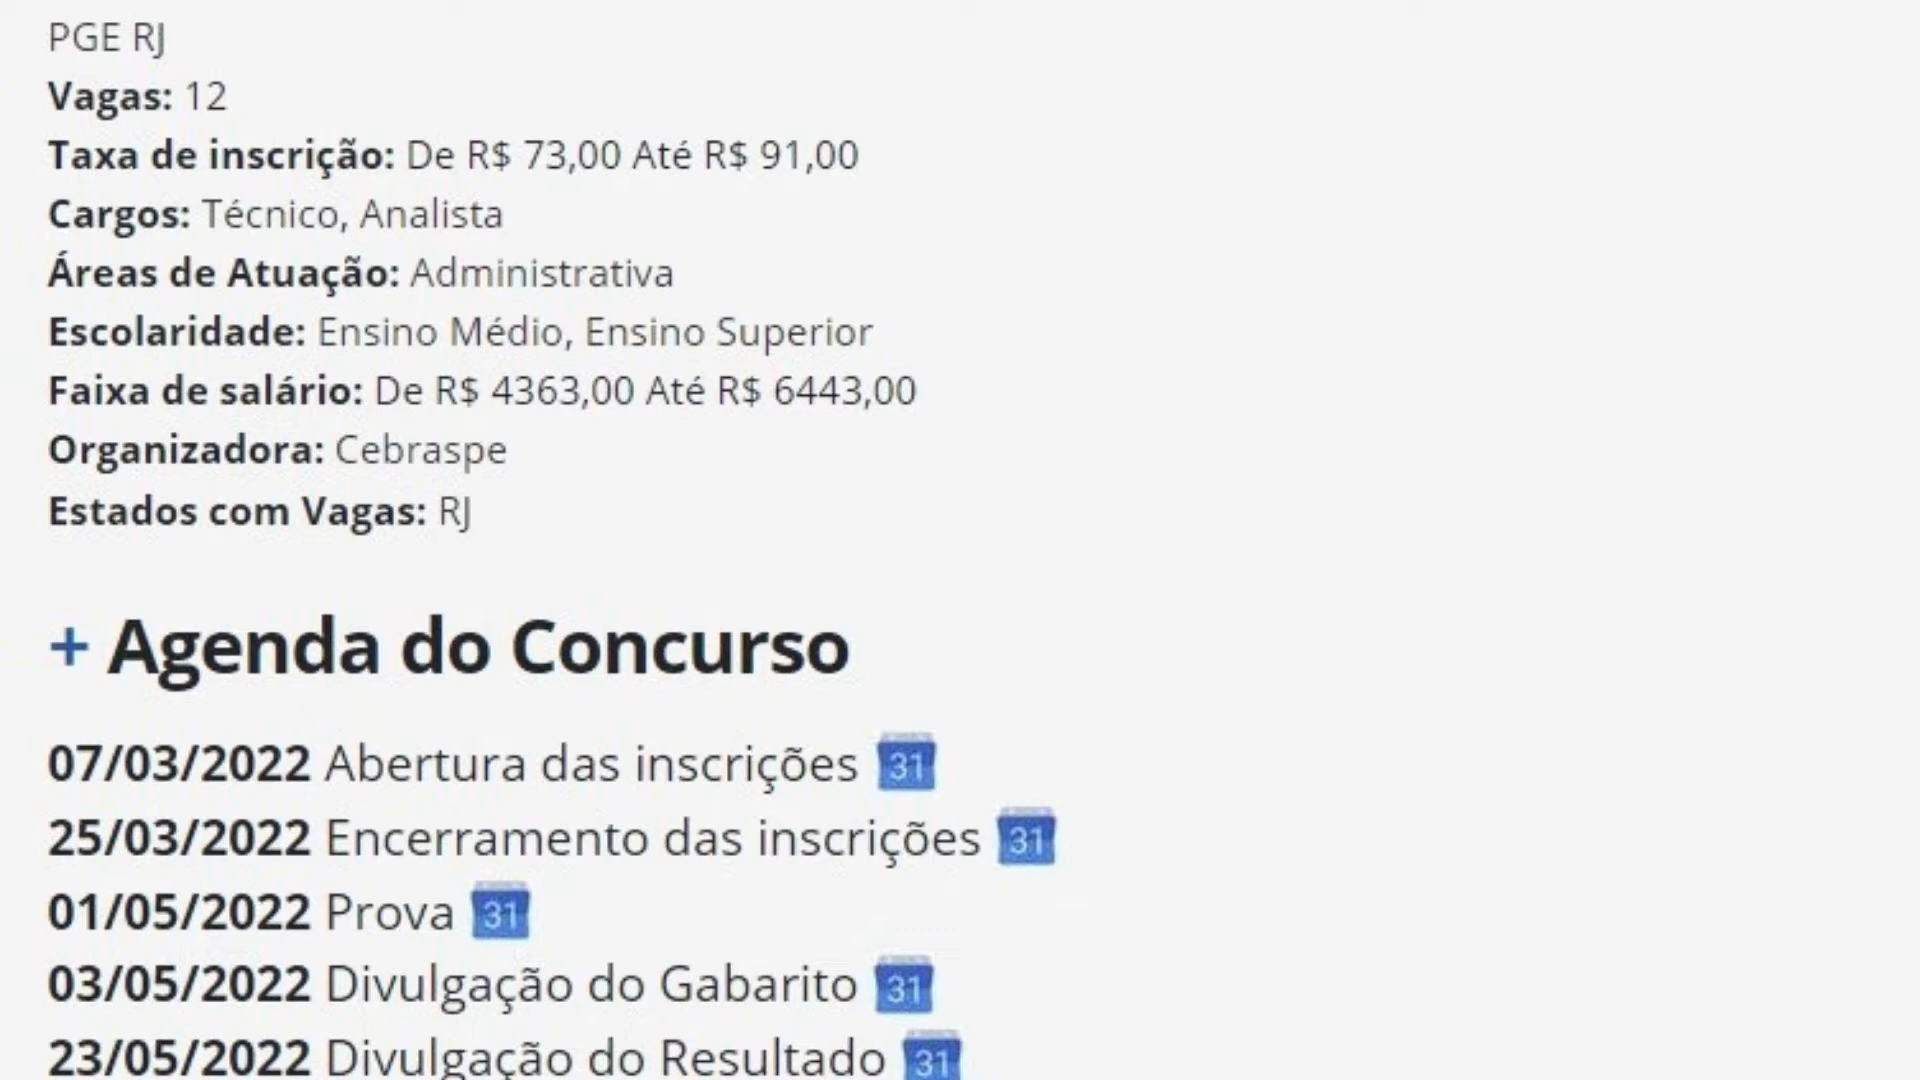 PGE RJ
Vagas: 12
Taxa de inscrição: De R$ 73,00 Até R$ 91,00
Cargos: Técnico, Analista
Áreas de Atuação: Administrativa
Escolaridade: Ensino Médio, Ensino Superior
Faixa de salário: De R$ 4363,00 Até R$ 6443,00
Organizadora: Cebraspe
Estados com Vagas: RJ
+ Agenda do Concurso
07/03/2022 Abertura das inscrições 31
25/03/2022 Encerramento das inscrições 31
01/05/2022 Prova 31
03/05/2022 Divulgação do Gabarito 31
23/05/2022 Divulgação do Resultado 31